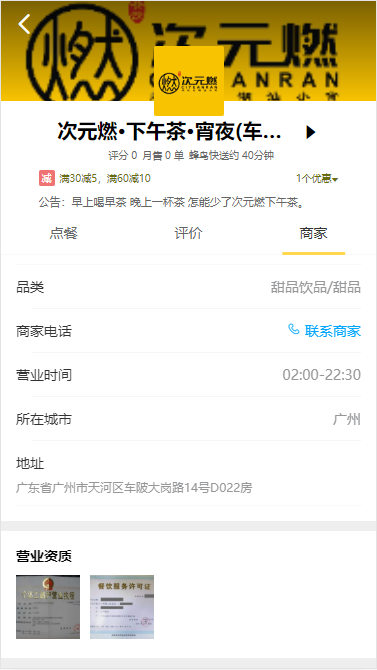 次元燃
次元燃
次元燃•下午茶•宵夜(车...
评分 0 月售 0 单 蜂鸟快送约 40分钟
减 满30减5，满60减10 1个优惠
公告：早上喝早茶 晚上一杯茶 怎能少了次元燃下午茶。
点餐 评价 商家
品类 甜品饮品/甜品
商家电话 联系商家
营业时间 02:00-22:30
所在城市 广州
地址
广东省广州市天河区车陂大岗路14号D022房
营业资质
餐饮服务许可证